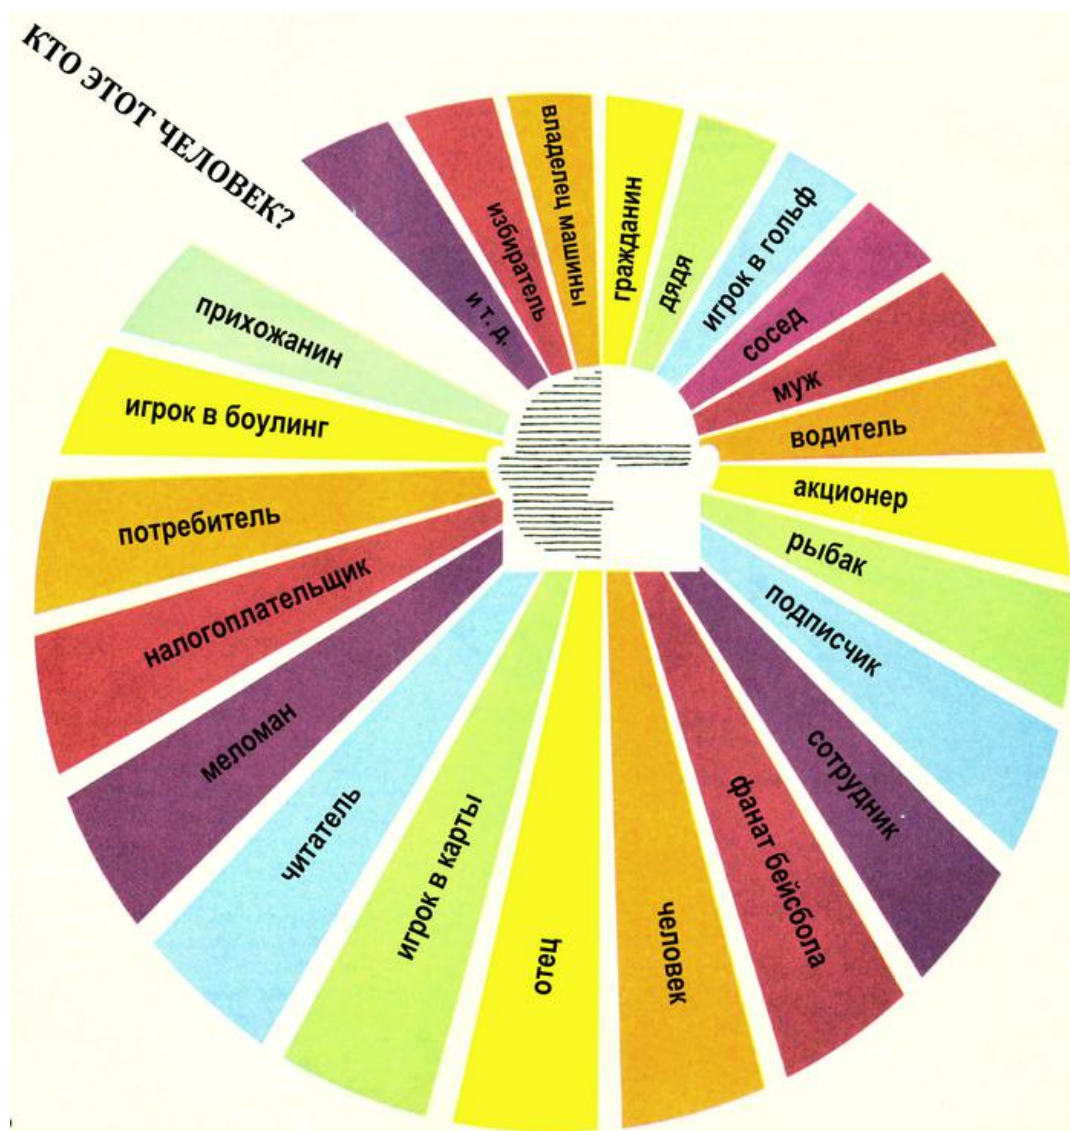 КТО ЭТОТ ЧЕЛОВЕК?
и т. д.
избиратель
владелец машины
гражданин
дядя
игрок в гольф
сосед
муж
водитель
акционер
рыбак
подписчик
сотрудник
фанат бейсбола
человек
отец
игрок в карты
читатель
меломан
налогоплательщик
потребитель
игрок в боулинг
прихожанин